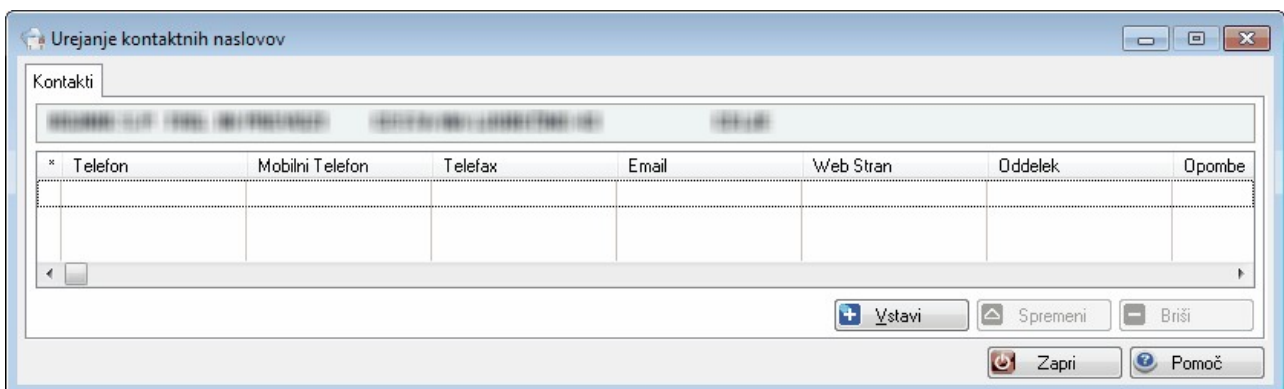 Urejanje kontaktnih naslovov
Kontakti
* Telefon Mobilni Telefon Telefax Email Web Stran Oddelek Opombe
Vstavi Spremeni Briši
Zapri Pomoč